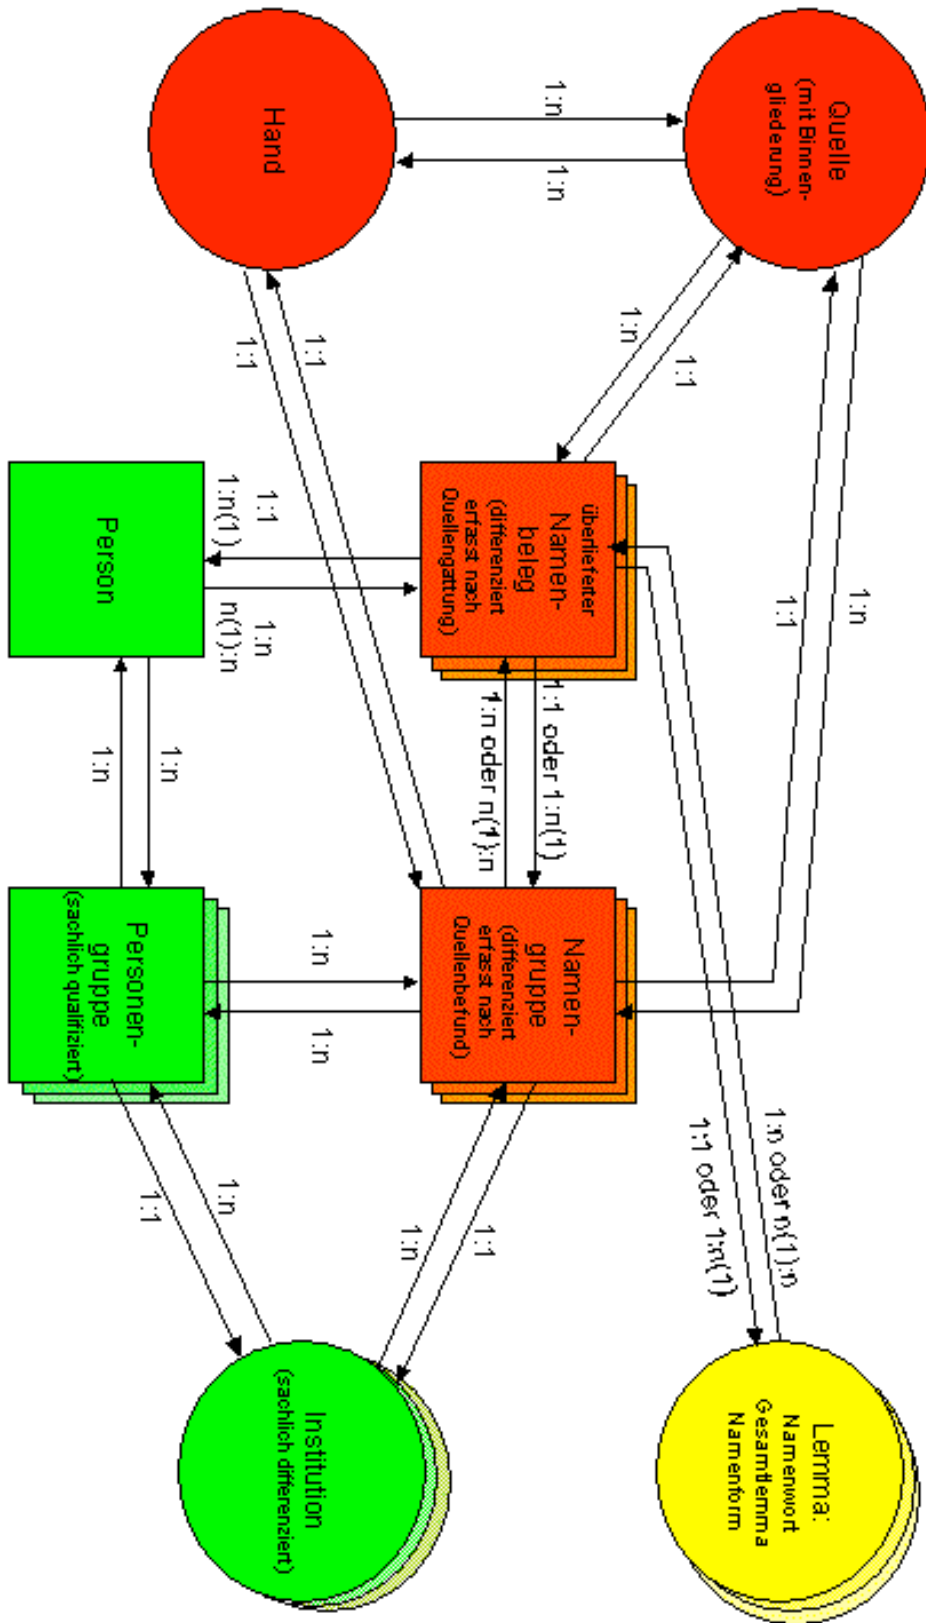 Quelle
(mit Binnen-
gliederung)
Lemma:
Namenwort
Gesamtlemma
Namenform
1:n
1:1
1:n oder n(1):n
1:1 oder 1:n(1)
1:1
1:n
1:n
1:n
überlieferter
Namen-
beleg
(differenziert
erfasst nach
Quellengattung)
1:1 oder 1:n(1)
1:n oder n(1):n
Namen-
gruppe
(differenziert
erfasst nach
Quellenbefund)
1:1
1:n
Hand
1:1
1:1
1:1
1:n(1)
1:n
n(1):n
1:n
1:n
Institution
(sachlich differenziert)
1:n
1:1
Person
1:n
1:n
Personen-
gruppe
(sachlich qualifiziert)